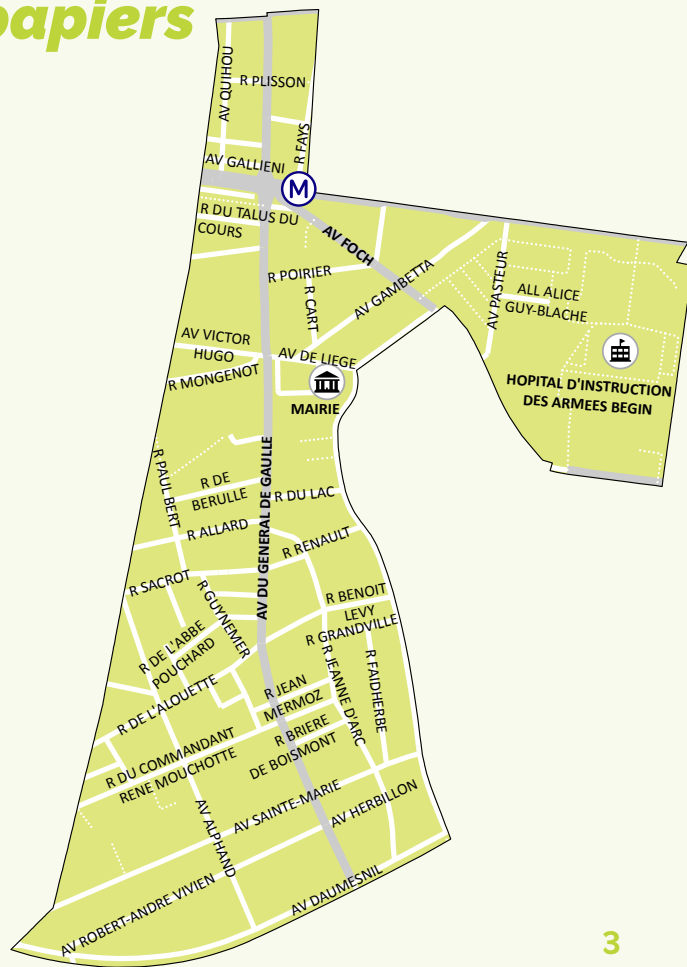 papiers
AV QUIHOU
R PLISSON
R FAYS
AV GALLIENI
M
R DU TALUS DU
COURS
AV FOCH
R POIRIER
R CART
AV GAMBETTA
AV PASTEUR
ALL ALICE
GUY-BLACHE
AV VICTOR
HUGO
AV DE LIEGE
R MONGENOT
MAIRIE
HOPITAL D'INSTRUCTION
DES ARMEES BEGIN
AV DU GENERAL DE GAULLE
R PAUL BERT
R DE
BERULLE
R DU LAC
R ALLARD
R RENAULT
R SACROT
R GUYNEMER
R BENOIT
LEVY
R GRANDVILLE
R DE L'ABBE
POUCHARD
R JEANNE D'ARC
R FAIDHERBE
R DE L'ALOUETTE
R JEAN
MERMOZ
R BRIERE
DE BOISMONT
R DU COMMANDANT
RENE MOUCHOTTE
AV ALPHAND
AV SAINTE-MARIE
AV HERBILLON
AV ROBERT-ANDRE VIVIEN
AV DAUMESNIL
3